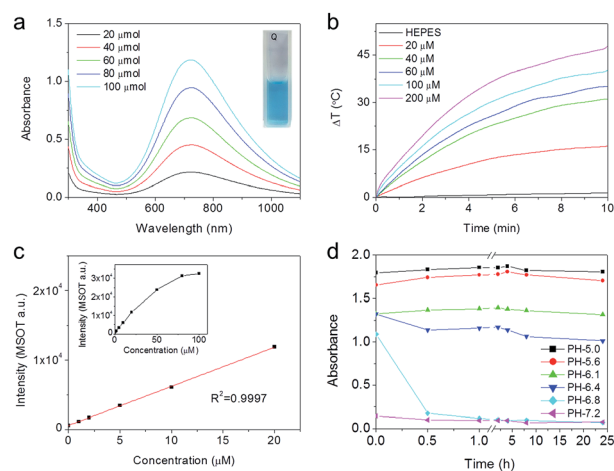 a
1.5
1.0
0.5
0.0
Absorbance
400
600
800
1000
Wavelength (nm)
20 μmol
40 μmol
60 μmol
80 μmol
100 μmol
Q
b
45
30
15
0
ΔT (°C)
0
2
4
6
8
10
Time (min)
HEPES
20 μM
40 μM
60 μM
100 μM
200 μM
c
2x10⁴
1x10⁴
0
Intensity (MSOT a.u.)
0
5
10
15
20
Concentration (μM)
R²=0.9997
3x10⁴
2x10⁴
1x10⁴
0
Intensity (MSOT a.u.)
0
50
100
Concentration (μM)
d
2.0
1.5
1.0
0.5
0.0
Absorbance
0.0
0.5
1.0
5
10
15
20
25
Time (h)
PH-5.0
PH-5.6
PH-6.1
PH-6.4
PH-6.8
PH-7.2